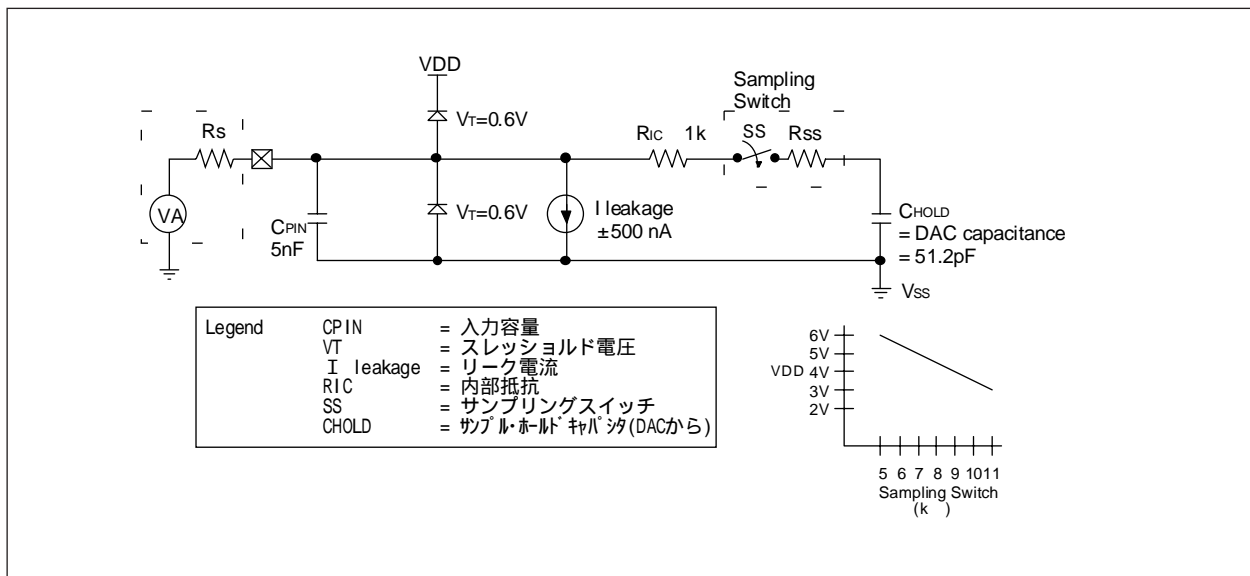 VDD
Sampling
Switch
VT=0.6V
Rs
RIC 1k
SS
RSS
VA
CPIN
5nF
VT=0.6V
I leakage
±500 nA
CHOLD
= DAC capacitance
= 51.2pF
VSS
Legend
CPIN = 入力容量
VT = スレッショルド電圧
I leakage = リーク電流
RIC = 内部抵抗
SS = サンプリングスイッチ
CHOLD = サンプル・ホールドキャパシタ(DACから)
6V
5V
VDD 4V
3V
2V
5 6 7 8 9 10 11
Sampling Switch
(k )